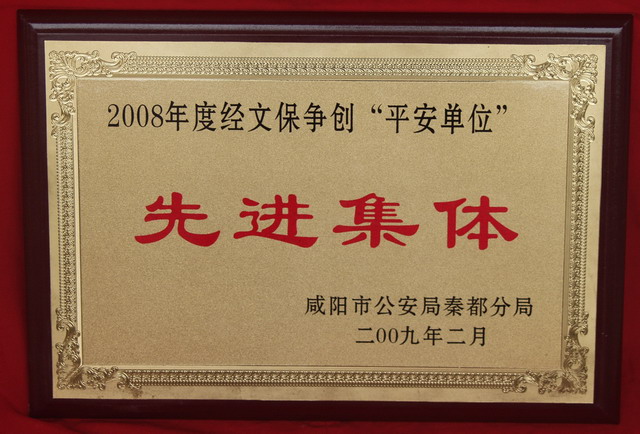 2008年度经文保争创“平安单位”
先进集体
咸阳市公安局秦都分局
二00九年二月